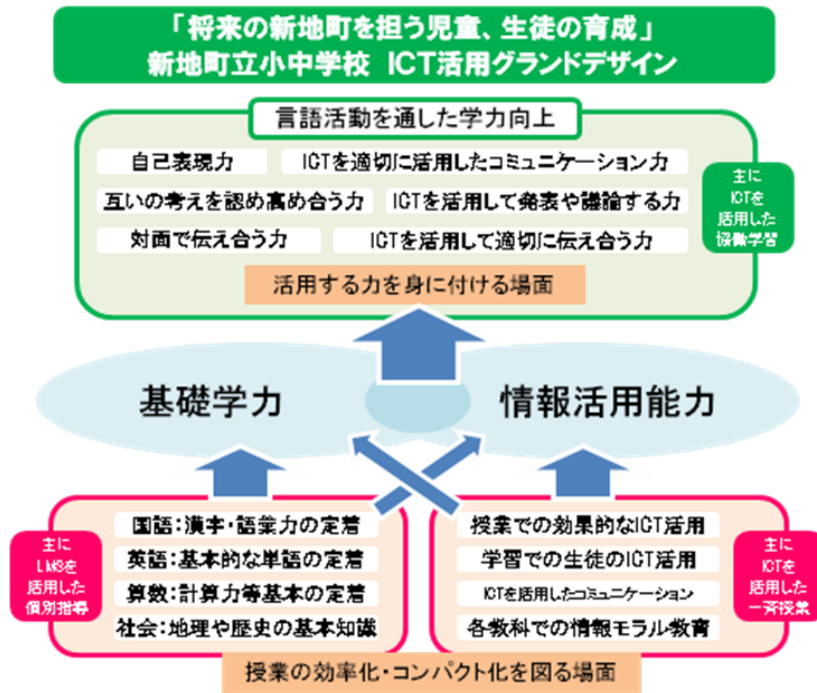 「将来の新地町を担う児童、生徒の育成」
新地町立小中学校 ICT活用グランドデザイン
言語活動を通した学力向上
自己表現力
ICTを適切に活用したコミュニケーション力
互いの考えを認め高め合う力
ICTを活用して発表や議論する力
対面で伝え合う力
ICTを活用して適切に伝え合う力
活用する力を身に付ける場面
主に
ICTを
活用した
協働学習
基礎学力
情報活用能力
主に
LMSを
活用した
個別指導
国語:漢字・語彙力の定着
英語:基本的な単語の定着
算数:計算力等基本の定着
社会:地理や歴史の基本知識
授業での効果的なICT活用
学習での生徒のICT活用
ICTを活用したコミュニケーション
各教科での情報モラル教育
主に
ICTを
活用した
一斉授業
授業の効率化・コンパクト化を図る場面